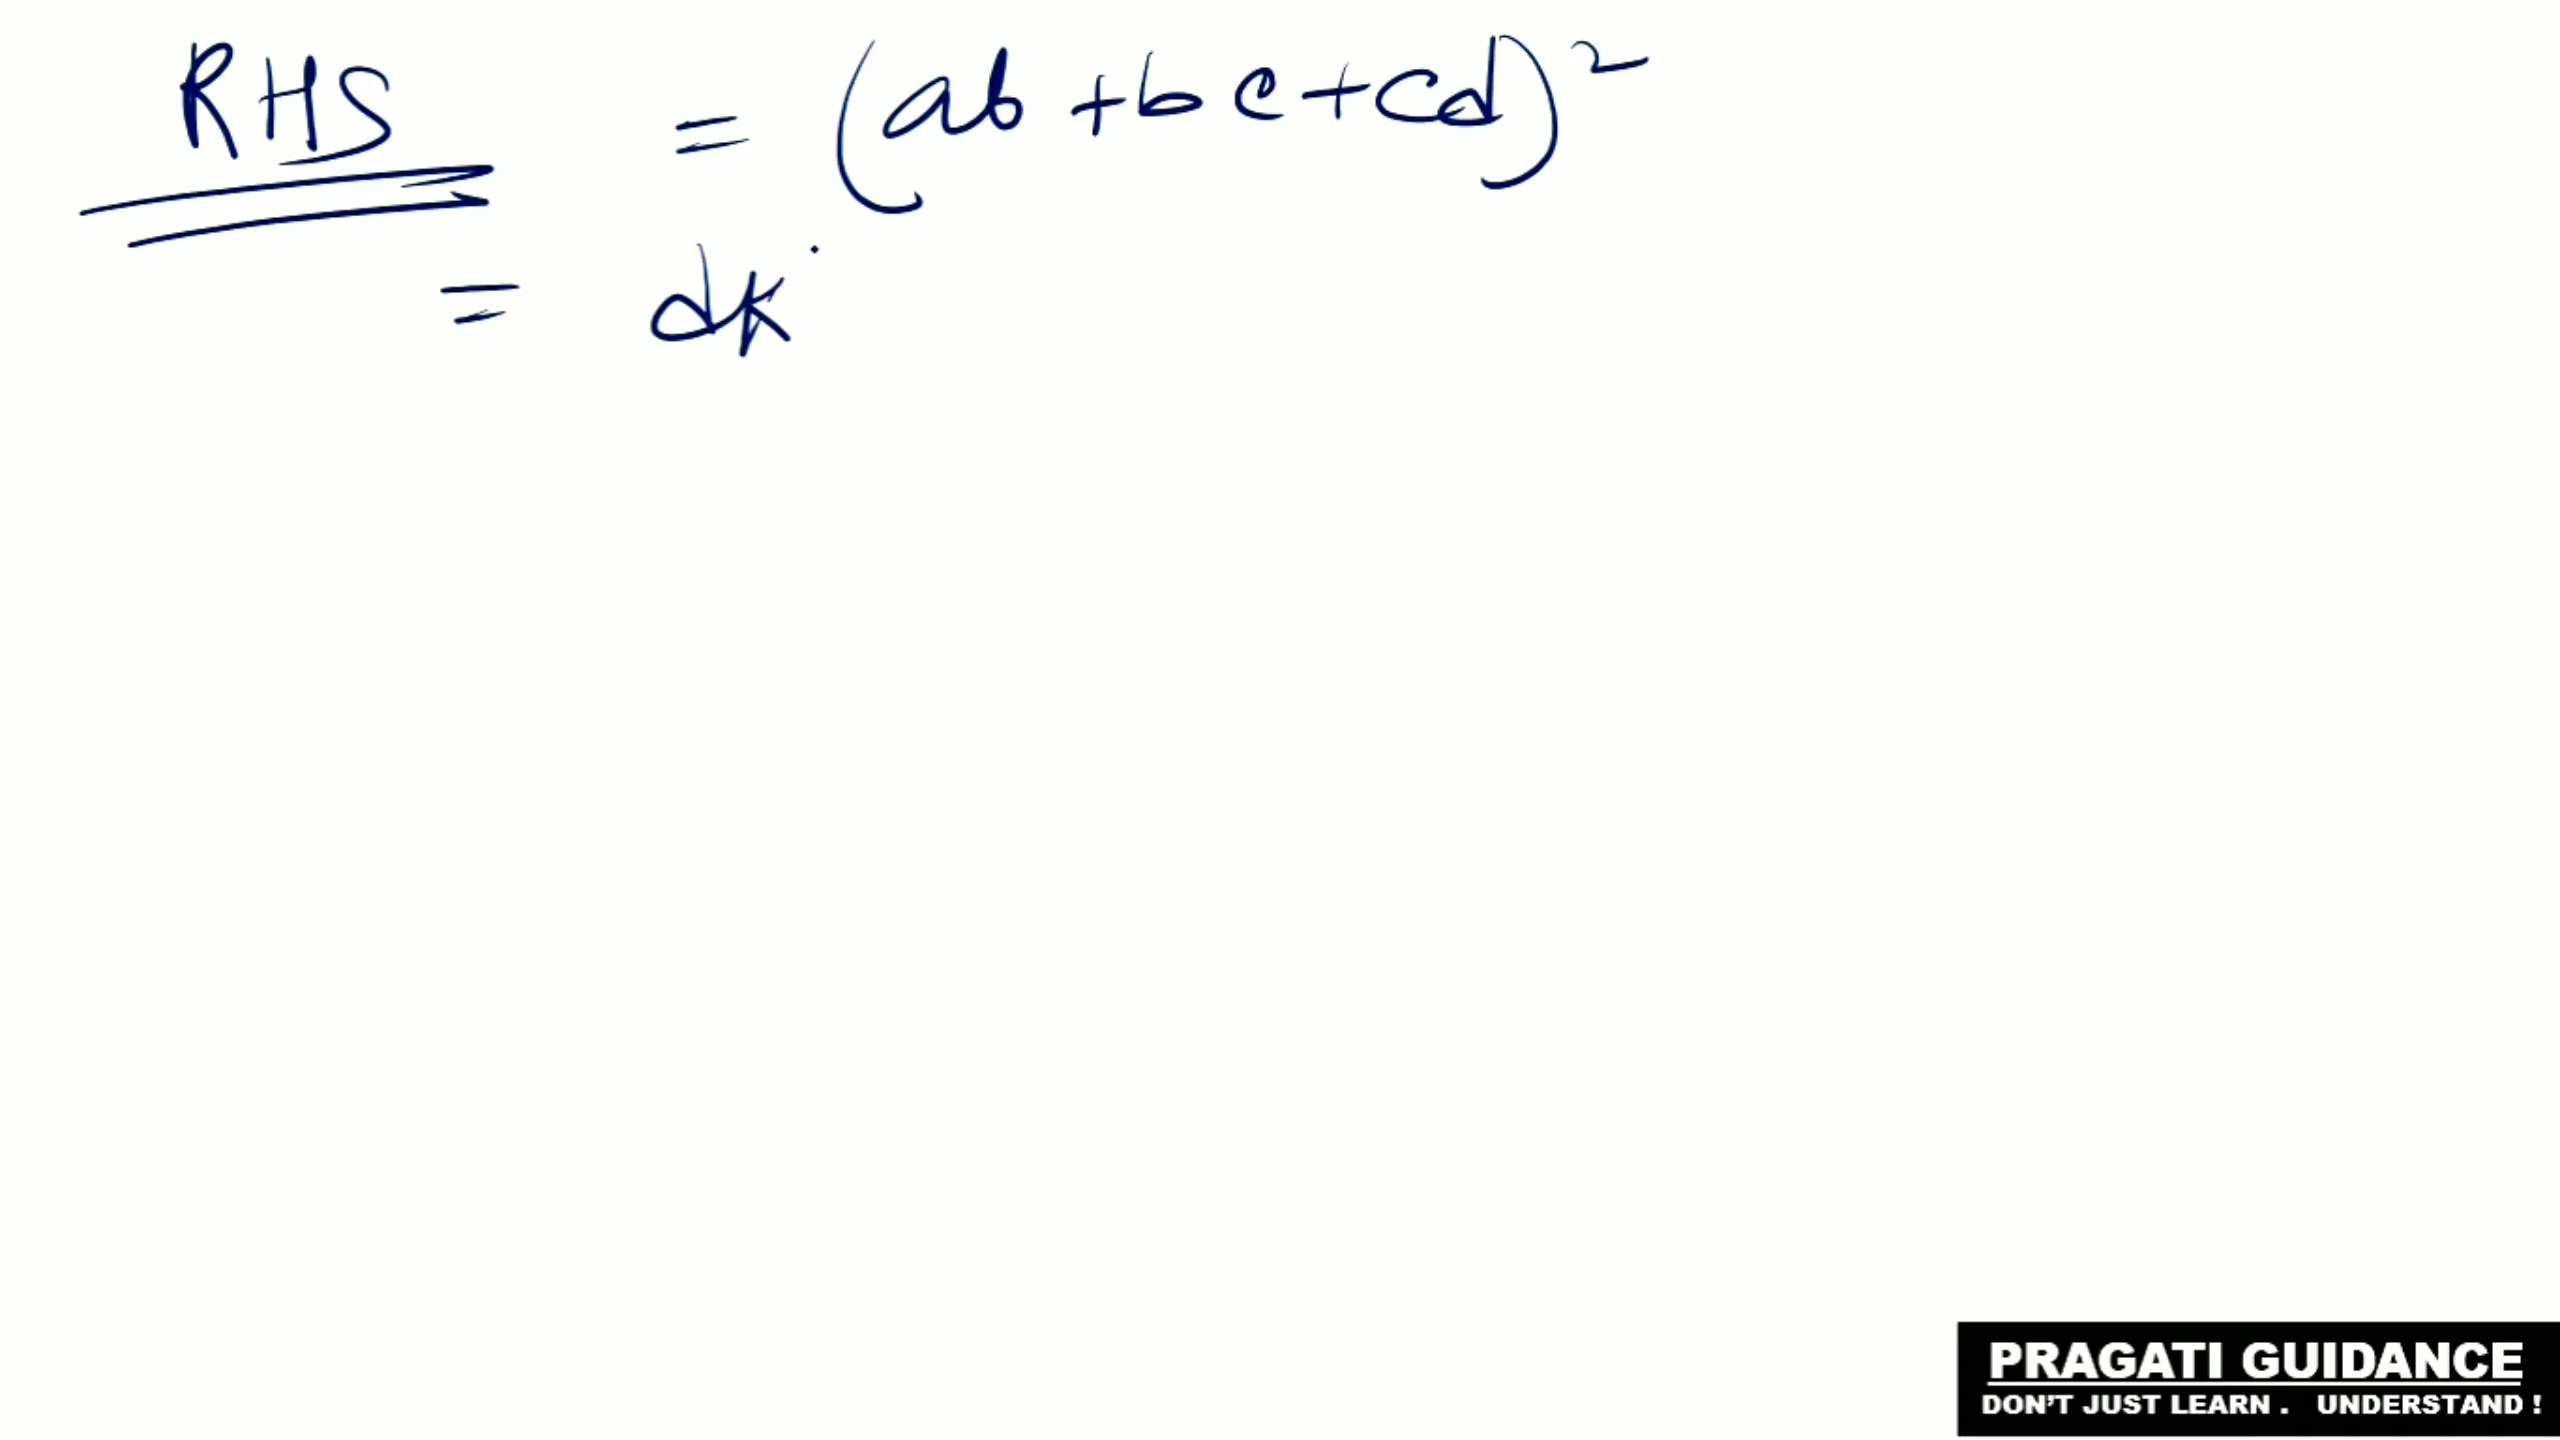 RHS = (ab + bc + cd)²
= dk
PRAGATI GUIDANCE
DON'T JUST LEARN . UNDERSTAND !